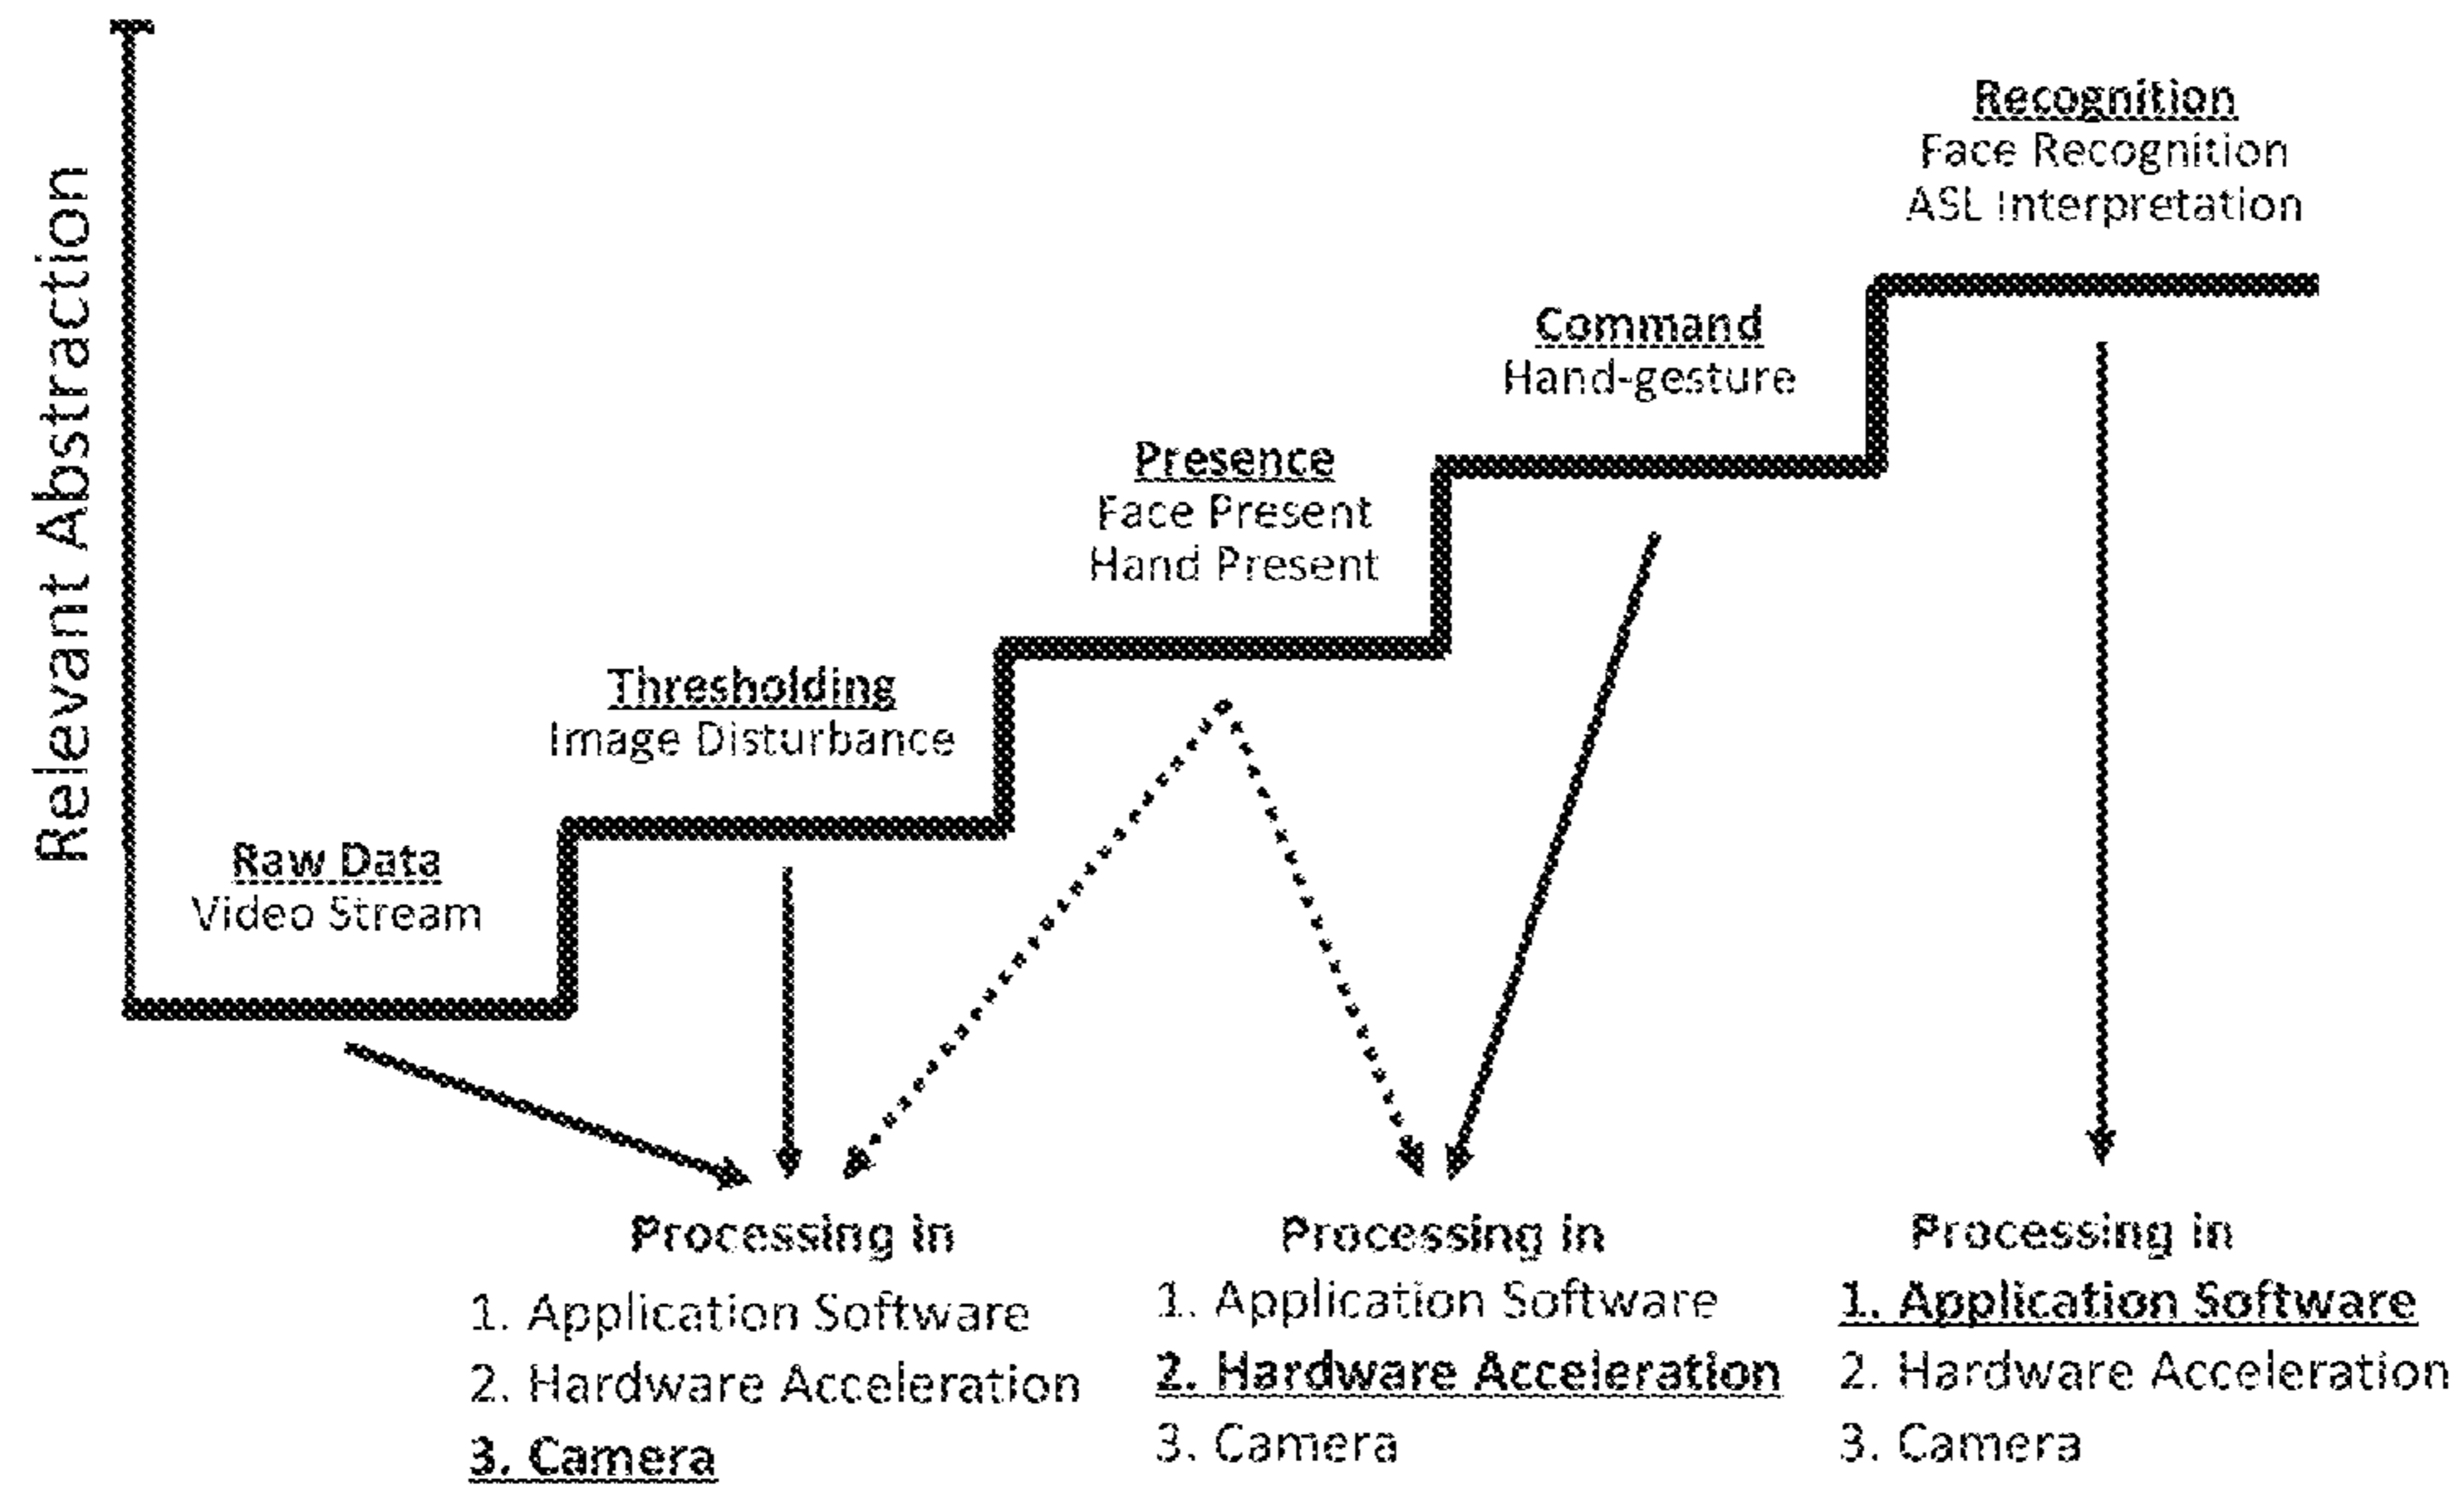 Relevant Abstraction
Recognition
Face Recognition
ASL Interpretation
Command
Hand-gesture
Presence
Face Present
Hand Present
Thresholding
Image Disturbance
Raw Data
Video Stream
Processing in
1. Application Software
2. Hardware Acceleration
3. Camera
Processing in
1. Application Software
2. Hardware Acceleration
3. Camera
Processing in
1. Application Software
2. Hardware Acceleration
3. Camera